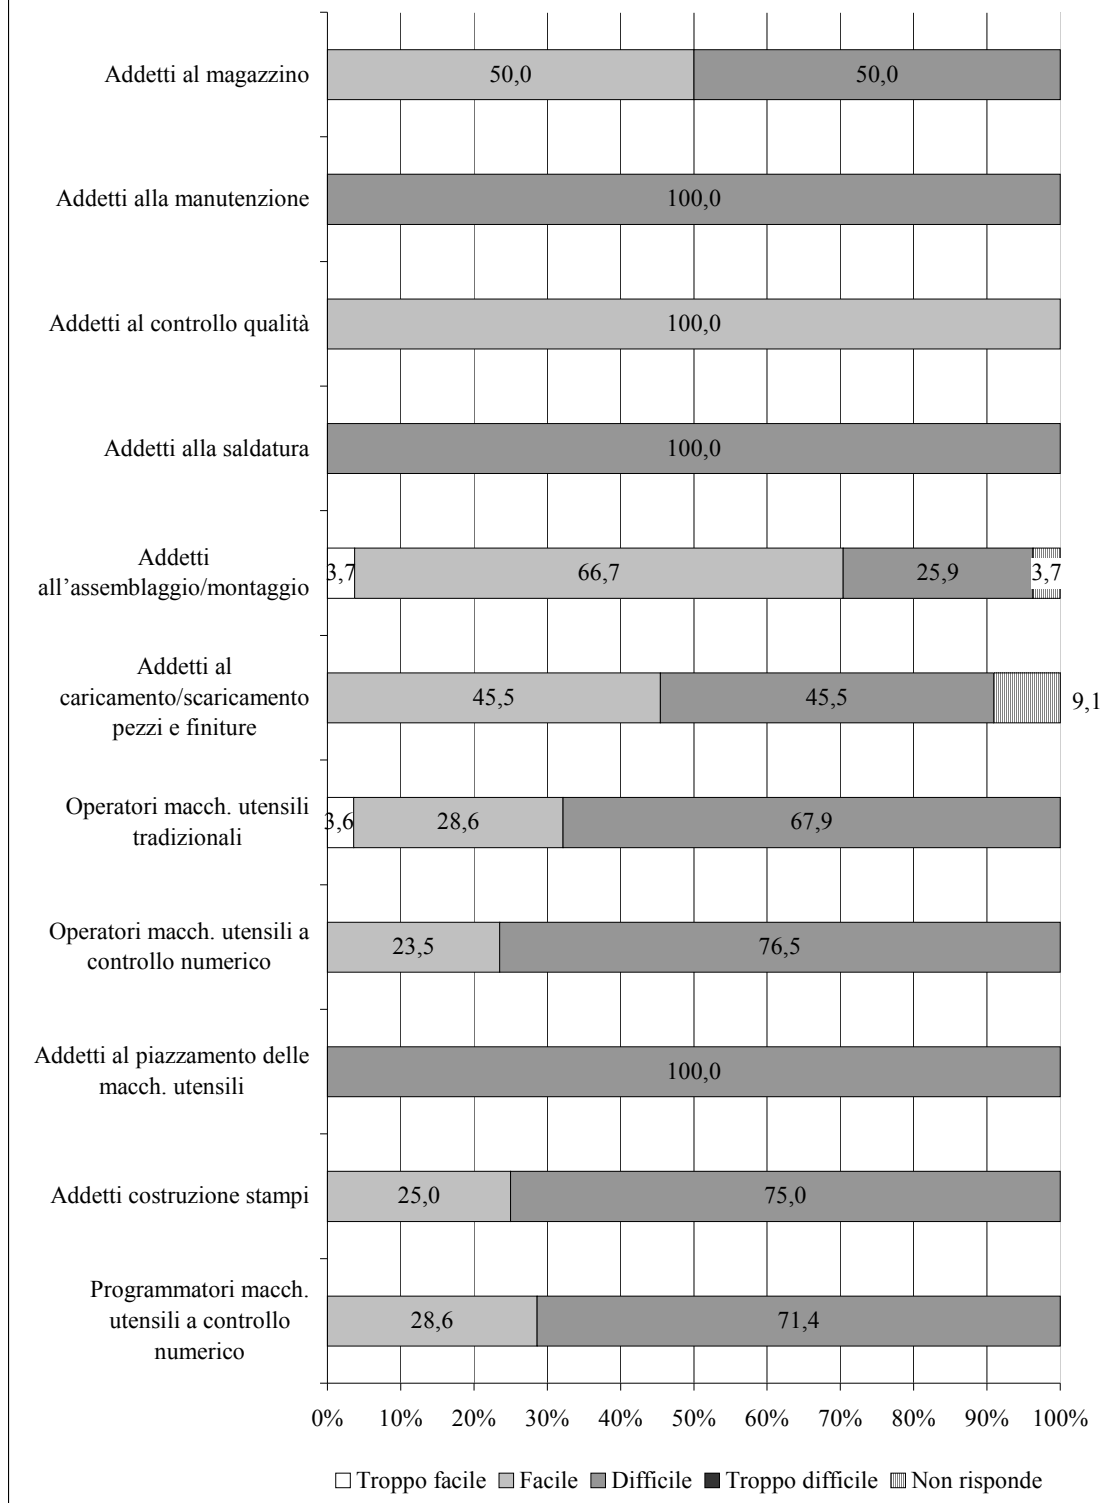 Addetti al magazzino
50,0 50,0
Addetti alla manutenzione
100,0
Addetti al controllo qualità
100,0
Addetti alla saldatura
100,0
Addetti
all’assemblaggio/montaggio
3,7 66,7 25,9 3,7
Addetti al
caricamento/scaricamento
pezzi e finiture
45,5 45,5 9,1
Operatori macch. utensili
tradizionali
3,6 28,6 67,9
Operatori macch. utensili a
controllo numerico
23,5 76,5
Addetti al piazzamento delle
macch. utensili
100,0
Addetti costruzione stampi
25,0 75,0
Programmatori macch.
utensili a controllo
numerico
28,6 71,4
0% 10% 20% 30% 40% 50% 60% 70% 80% 90% 100%
Troppo facile Facile Difficile Troppo difficile Non risponde